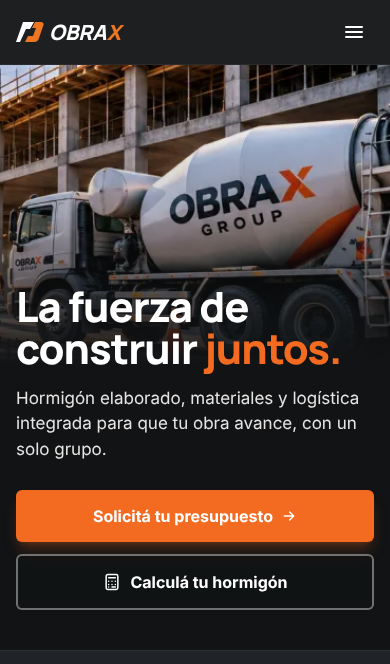 OBRAX
OBRAX
GROUP
OBRAX
La fuerza de
construir juntos.
Hormigón elaborado, materiales y logística
integrada para que tu obra avance, con un
solo grupo.
Solicitá tu presupuesto →
Calculá tu hormigón